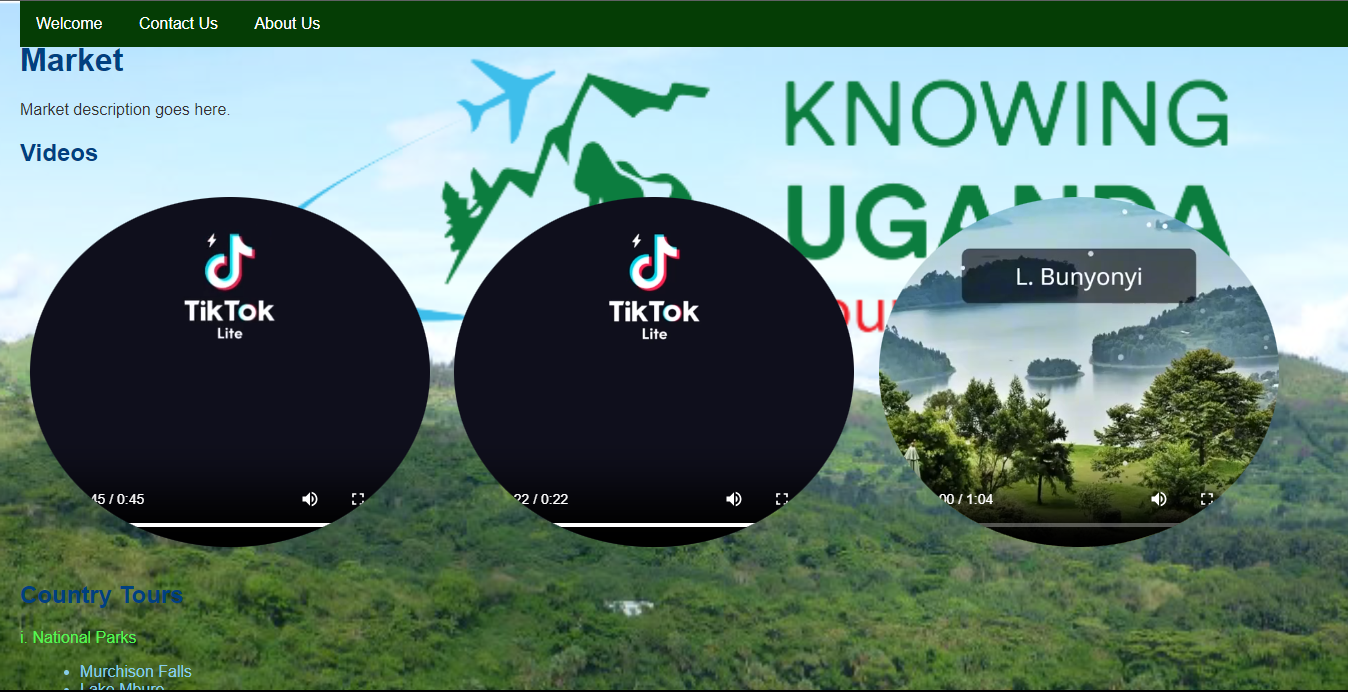 Welcome Contact Us About Us
Market
Market description goes here.
Videos
KNOWING
UGANDA
ou
TikTok
Lite
TikTok
Lite
L. Bunyonyi
45 / 0:45
22 / 0:22
00 / 1:04
Country Tours
i. National Parks
• Murchison Falls
• Lake Mburo